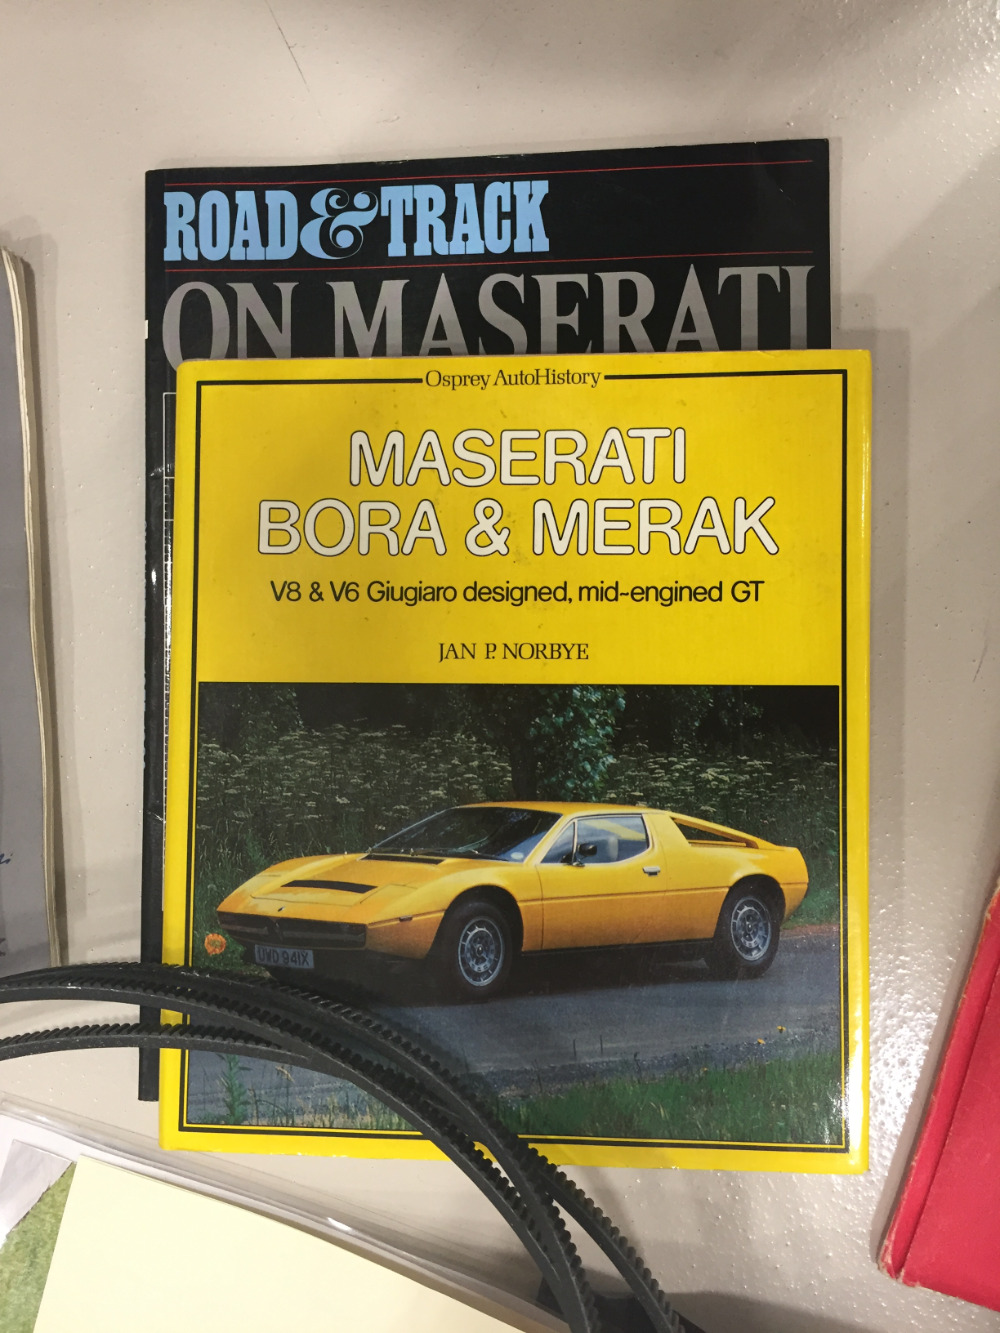 ROAD & TRACK
ON MASERATI
Osprey AutoHistory
MASERATI
BORA & MERAK
V8 & V6 Giugiaro designed, mid-engined GT
JAN P. NORBYE
UWD 941X